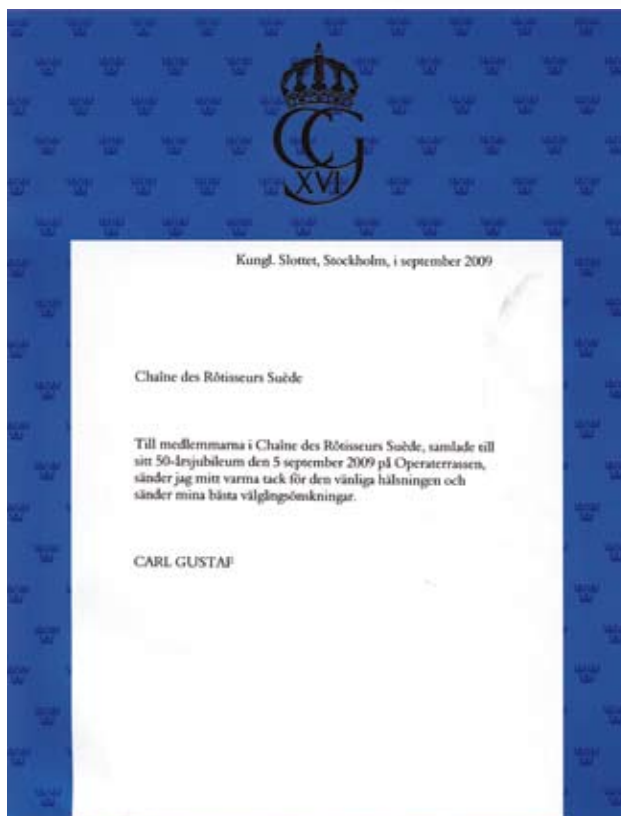 CG
XVI
Kungl. Slottet, Stockholm, i september 2009
Chaîne des Rôtisseurs Suède
Till medlemmarna i Chaîne des Rôtisseurs Suède, samlade till
sitt 50-årsjubileum den 5 september 2009 på Operaterrassen,
sänder jag mitt varma tack för den vänliga hälsningen och
sänder mina bästa välgångsönskningar.
CARL GUSTAF